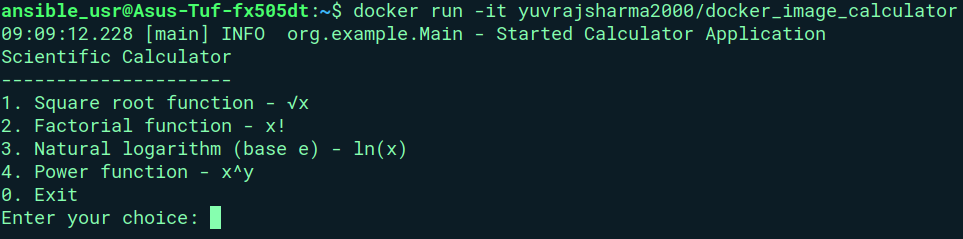 ansible_usr@Asus-Tuf-fx505dt:~$ docker run -it yuvrajsharma2000/docker_image_calculator
09:09:12.228 [main] INFO  org.example.Main - Started Calculator Application
Scientific Calculator
---------------------
1. Square root function - √x
2. Factorial function - x!
3. Natural logarithm (base e) - ln(x)
4. Power function - x^y
0. Exit
Enter your choice: